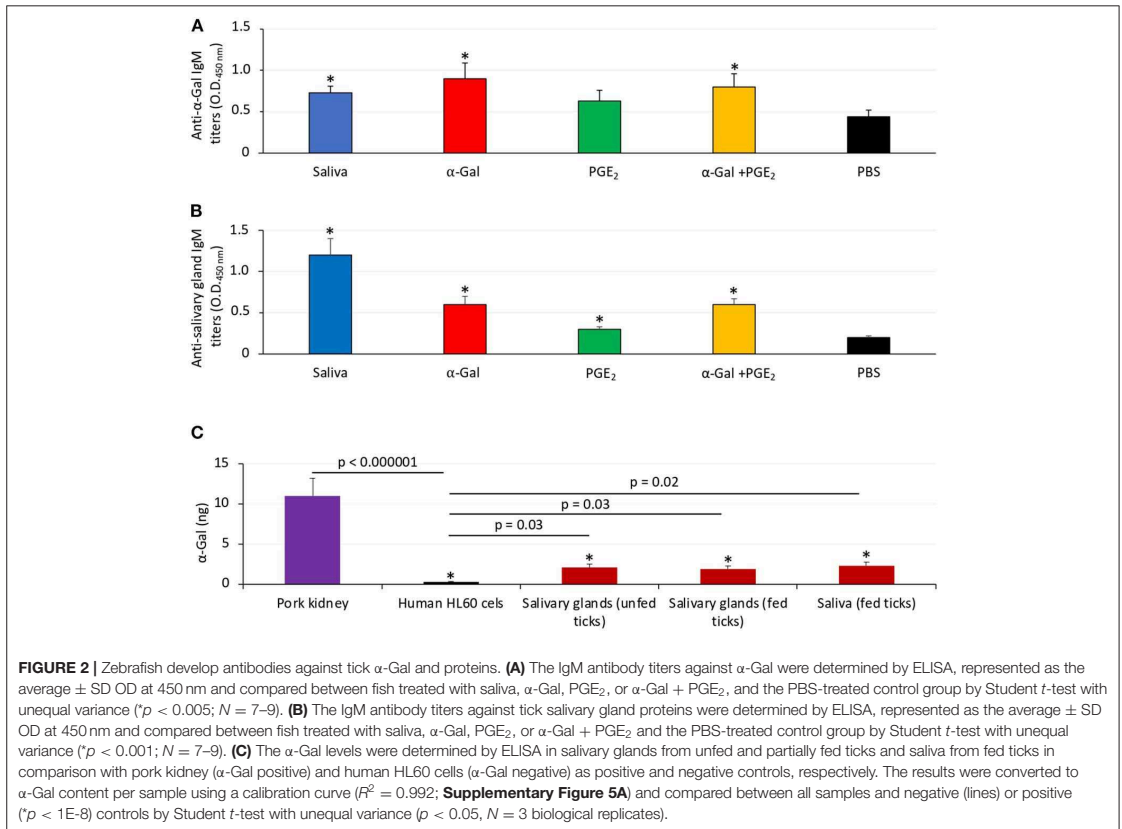 A
Anti-α-Gal IgM
titers (O.D.450 nm)
1.5
1.0
0.5
0
*
*
*
Saliva
α-Gal
PGE2
α-Gal +PGE2
PBS
B
Anti-salivary gland IgM
titers (O.D.450 nm)
1.5
1.0
0.5
0
*
*
*
*
Saliva
α-Gal
PGE2
α-Gal +PGE2
PBS
C
α-Gal (ng)
15
10
5
0
p < 0.000001
p = 0.02
p = 0.03
p = 0.03
*
*
*
*
Pork kidney
Human HL60 cels
Salivary glands (unfed
ticks)
Salivary glands (fed
ticks)
Saliva (fed ticks)
FIGURE 2 | Zebrafish develop antibodies against tick α-Gal and proteins. (A) The IgM antibody titers against α-Gal were determined by ELISA, represented as the
average ± SD OD at 450 nm and compared between fish treated with saliva, α-Gal, PGE2, or α-Gal + PGE2, and the PBS-treated control group by Student t-test with
unequal variance (*p < 0.005; N = 7–9). (B) The IgM antibody titers against tick salivary gland proteins were determined by ELISA, represented as the average ± SD
OD at 450 nm and compared between fish treated with saliva, α-Gal, PGE2, or α-Gal + PGE2 and the PBS-treated control group by Student t-test with unequal
variance (*p < 0.001; N = 7–9). (C) The α-Gal levels were determined by ELISA in salivary glands from unfed and partially fed ticks and saliva from fed ticks in
comparison with pork kidney (α-Gal positive) and human HL60 cells (α-Gal negative) as positive and negative controls, respectively. The results were converted to
α-Gal content per sample using a calibration curve (R2 = 0.992; Supplementary Figure 5A) and compared between all samples and negative (lines) or positive
(*p < 1E-8) controls by Student t-test with unequal variance (p < 0.05, N = 3 biological replicates).